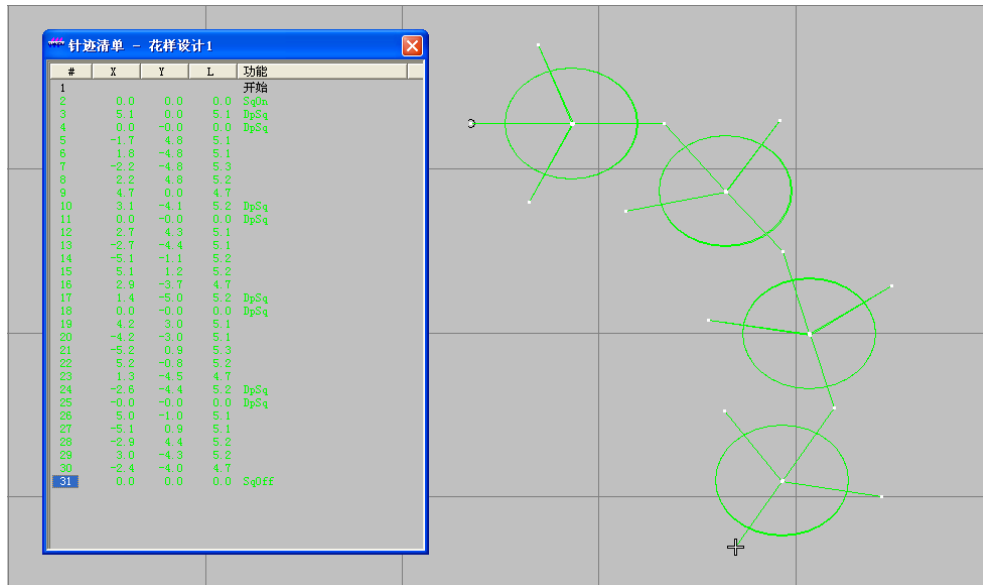 针迹清单 - 花样设计1
# X Y L 功能
1 开始
2 0.0 0.0 0.0 SqOn
3 5.1 0.0 5.1 DpSq
4 0.0 -0.0 0.0 DpSq
5 -1.7 4.8 5.1
6 1.8 -4.8 5.1
7 -2.2 -4.8 5.3
8 2.2 4.8 5.2
9 4.7 0.0 4.7
10 3.1 -4.1 5.2 DpSq
11 0.0 -0.0 0.0 DpSq
12 2.7 4.3 5.1
13 -2.7 -4.4 5.1
14 -5.1 -1.1 5.2
15 5.1 1.2 5.2
16 2.9 -3.7 4.7
17 1.4 -5.0 5.2 DpSq
18 0.0 -0.0 0.0 DpSq
19 4.2 3.0 5.1
20 -4.2 -3.0 5.1
21 -5.2 0.9 5.3
22 5.2 -0.8 5.2
23 1.3 -4.5 4.7
24 -2.6 -4.4 5.2 DpSq
25 -0.0 -0.0 0.0 DpSq
26 5.0 -1.0 5.1
27 -5.1 0.9 5.1
28 -2.9 4.4 5.2
29 3.0 -4.3 5.2
30 -2.4 -4.0 4.7
31 0.0 0.0 0.0 SqOff